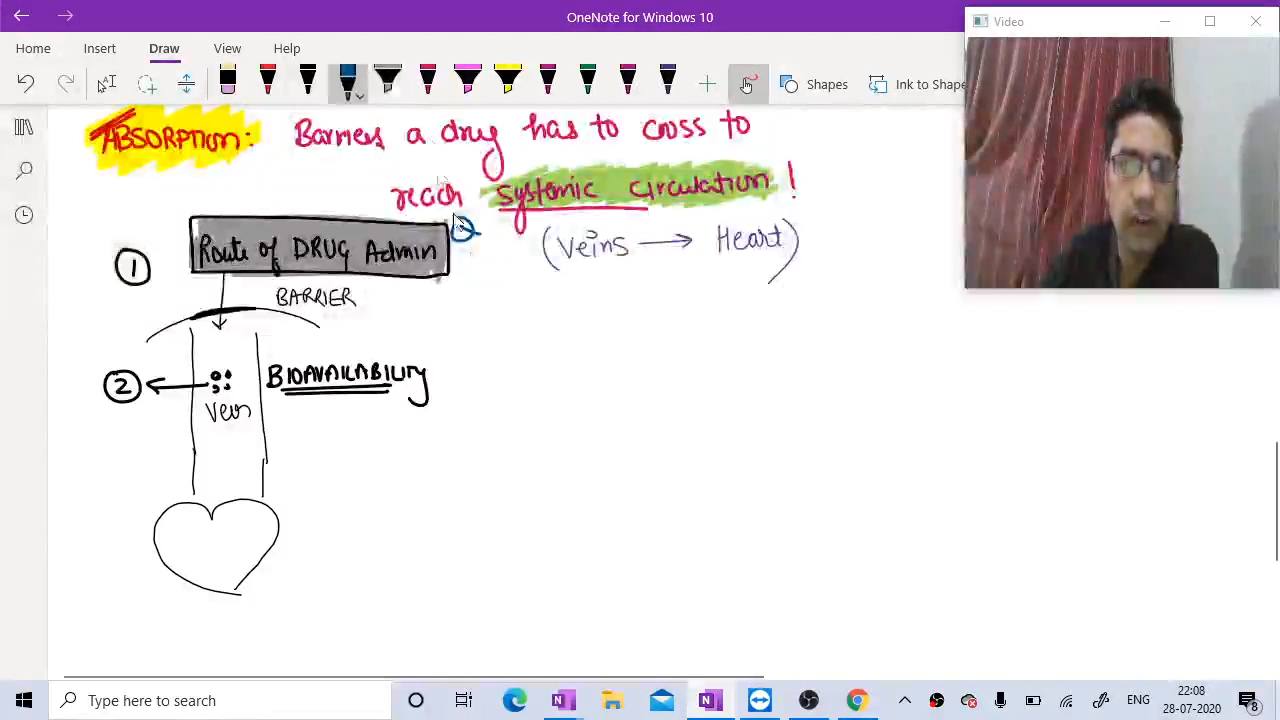 OneNote for Windows 10
Video
Home Insert Draw View Help
Shapes
Ink to Shape
ABSORPTION: Barriers a drug has to cross to
reach systemic circulation!
(Veins → Heart)
Route of DRUG Admin
1
BARRIER
BIOAVAILABILITY
2
Vein
Type here to search
ENG
22:08
28-07-2020
8